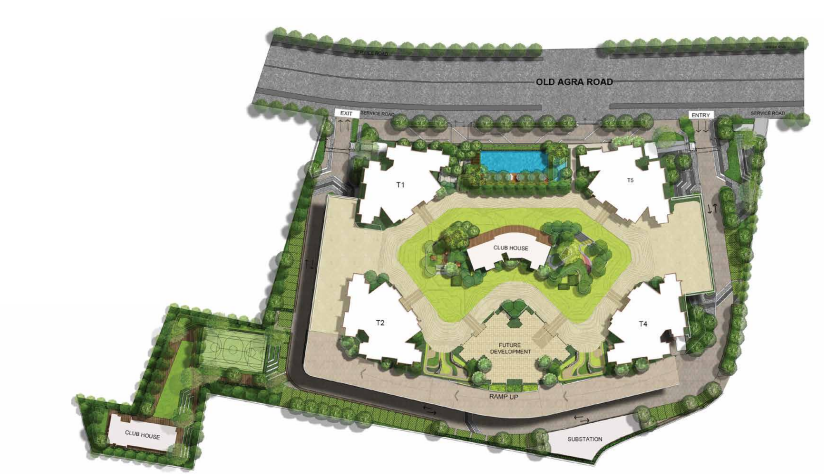 SERVICE ROAD
OLD AGRA ROAD
EXIT
SERVICE ROAD
ENTRY
SERVICE ROAD
T1
T5
CLUB HOUSE
T2
T4
FUTURE
DEVELOPMENT
RAMP UP
CLUB HOUSE
SUBSTATION